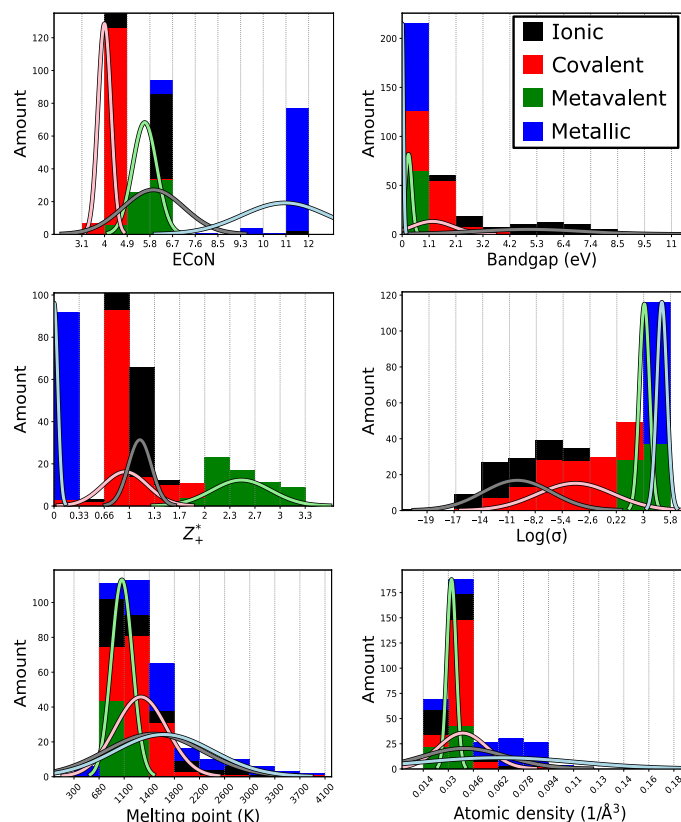 120
100
80
60
40
20
0
Amount
3.1 4 4.9 5.8 6.7 8 9.3 10 11 12
ECoN
200
150
100
50
0
Amount
0 1.1 2.1 3.2 4.2 5.3 6.3 7.4 8.4 9.5 11
Bandgap (eV)
Ionic
Covalent
Metavalent
Metallic
100
80
60
40
20
0
Amount
0 0.33 0.66 1 1.3 1.7 2 2.3 2.7 3 3.3
Z*+
120
100
80
60
40
20
0
Amount
−19 −17 −14 −11 −8.2 −5.4 −2.6 0.22 3 5.8
Log(σ)
100
80
60
40
20
0
Amount
300 680 1100 1400 1800 2200 2600 3000 3300 3700 4100
Melting point (K)
175
150
125
100
75
50
25
0
Amount
0.014 0.03 0.046 0.062 0.078 0.094 0.11 0.13 0.14 0.16 0.18
Atomic density (1/Å³)